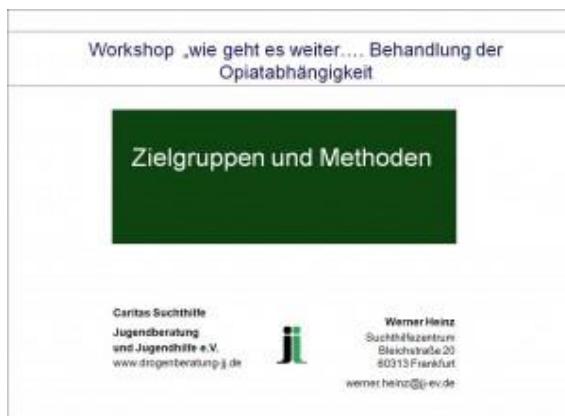 Workshop „wie geht es weiter.... Behandlung der
Opiatabhängigkeit
Zielgruppen und Methoden
Caritas Suchthilfe
Jugendberatung
und Jugendhilfe e.V.
www.drogenberatung-jj.de
jj
Werner Heinz
Suchthilfezentrum
Bleichstraße 20
60313 Frankfurt
werner.heinz@jj-ev.de